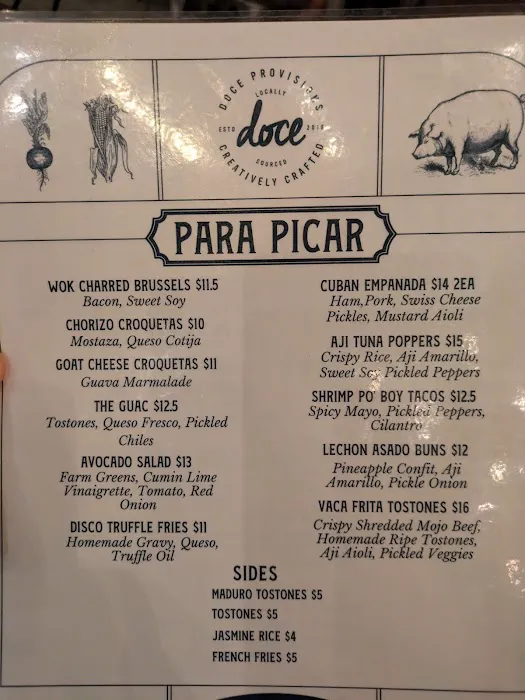 DOCE PROVISIONS
LOCALLY
ESTD
doce
SOURCED
CREATIVELY CRAFTED
PARA PICAR
WOK CHARRED BRUSSELS $11.5
Bacon, Sweet Soy
CHORIZO CROQUETAS $10
Mostaza, Queso Cotija
GOAT CHEESE CROQUETAS $11
Guava Marmalade
THE GUAC $12.5
Tostones, Queso Fresco, Pickled
Chiles
AVOCADO SALAD $13
Farm Greens, Cumin Lime
Vinaigrette, Tomato, Red
Onion
DISCO TRUFFLE FRIES $11
Homemade Gravy, Queso,
Truffle Oil
CUBAN EMPANADA $14 2EA
Ham,Pork, Swiss Cheese
Pickles, Mustard Aioli
AJI TUNA POPPERS $15
Crispy Rice, Aji Amarillo,
Sweet Soy Pickled Peppers
SHRIMP PO' BOY TACOS $12.5
Spicy Mayo, Pickled Peppers,
Cilantro
LECHON ASADO BUNS $12
Pineapple Confit, Aji
Amarillo, Pickle Onion
VACA FRITA TOSTONES $16
Crispy Shredded Mojo Beef,
Homemade Ripe Tostones,
Aji Aioli, Pickled Veggies
SIDES
MADURO TOSTONES $5
TOSTONES $5
JASMINE RICE $4
FRENCH FRIES $5